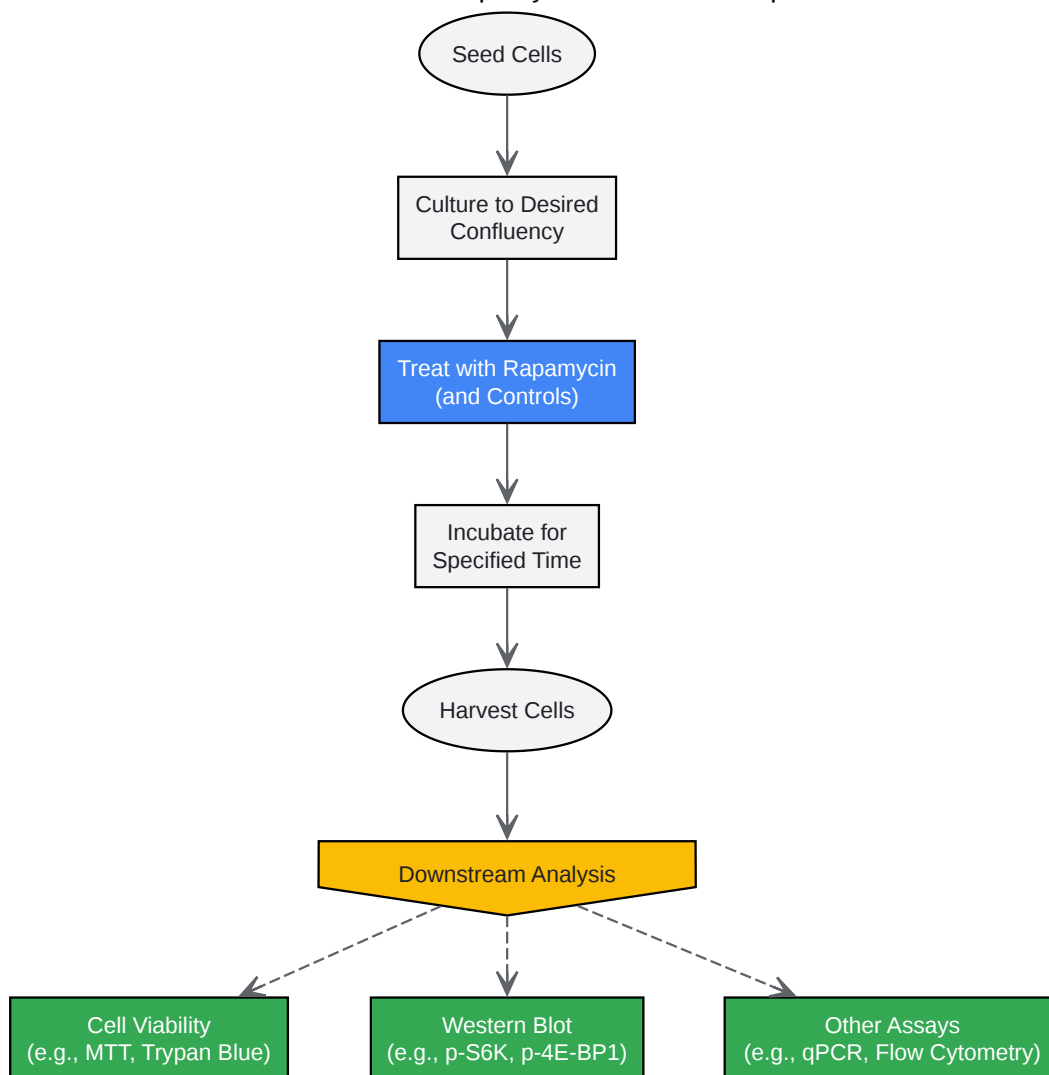 Seed Cells
Culture to Desired
Confluency
Treat with Rapamycin
(and Controls)
Incubate for
Specified Time
Harvest Cells
Downstream Analysis
Cell Viability
(e.g., MTT, Trypan Blue)
Western Blot
(e.g., p-S6K, p-4E-BP1)
Other Assays
(e.g., qPCR, Flow Cytometry)